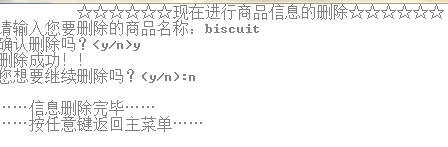 ☆☆☆☆☆☆现在进行商品信息的删除☆☆☆☆☆☆
请输入您要删除的商品名称：biscuit
确认删除吗？<y/n>y
删除成功！！
您想要继续删除吗？(y/n):n
……信息删除完毕……
……按任意键返回主菜单……